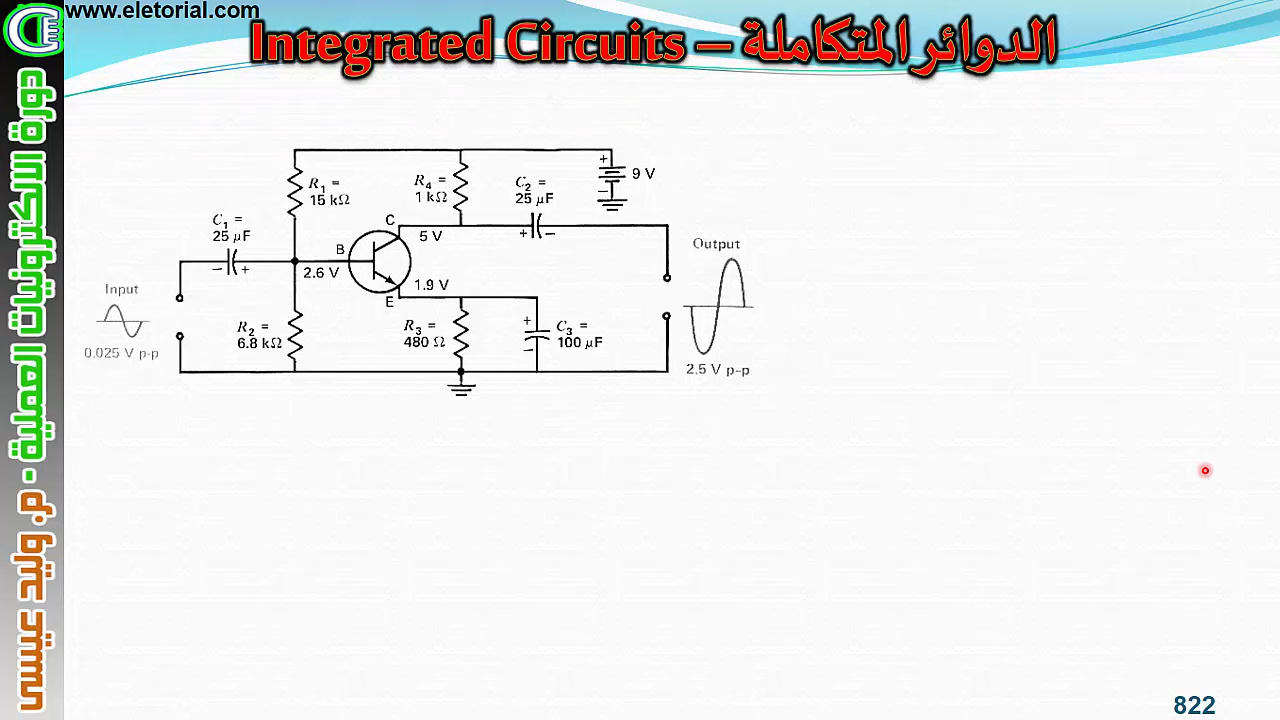 www.eletorial.com
Integrated Circuits – الدوائر المتكاملة
دورة الالكترونيات العملية - م. وليد عيسى
R1 =
15 kΩ
R4 =
1 kΩ
C2 =
25 μF
+
−
9 V
C1 =
25 μF
− +
B
2.6 V
C
5 V
+ −
1.9 V
E
Input
0.025 V p-p
R2 =
6.8 kΩ
R3 =
480 Ω
+
−
C3 =
100 μF
Output
2.5 V p-p
822